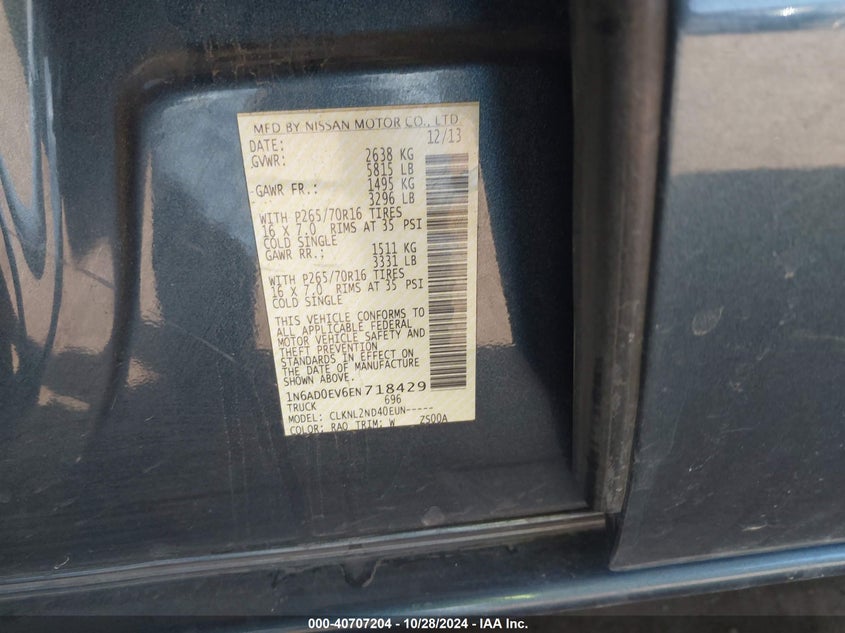 MFD BY NISSAN MOTOR CO., LTD
DATE: 12/13
GVWR: 2638 KG
5815 LB
GAWR FR.: 1495 KG
3296 LB
WITH P265/70R16 TIRES
16 X 7.0 RIMS AT 35 PSI
COLD SINGLE
GAWR RR.: 1511 KG
3331 LB
WITH P265/70R16 TIRES
16 X 7.0 RIMS AT 35 PSI
COLD SINGLE
THIS VEHICLE CONFORMS TO
ALL APPLICABLE FEDERAL
MOTOR VEHICLE SAFETY AND
THEFT PREVENTION
STANDARDS IN EFFECT ON
THE DATE OF MANUFACTURE
SHOWN ABOVE.
1N6AD0EV6EN718429
TRUCK 696
MODEL: CLKNL2ND40EUN-----
COLOR: RAQ TRIM: W ZS00A
000-40707204 - 10/28/2024 - IAA Inc.